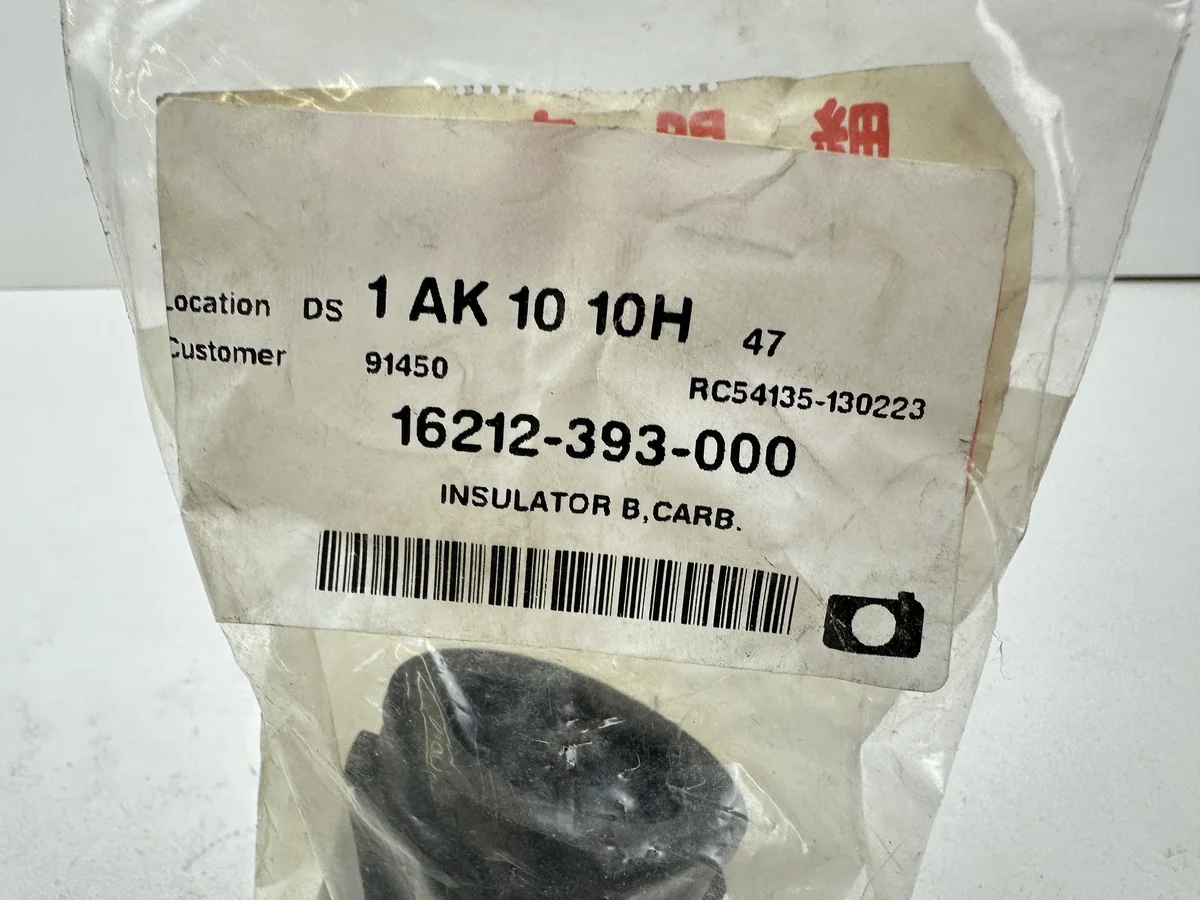 Location DS 1 AK 10 10H 47
Customer 91450 RC54135-130223
16212-393-000
INSULATOR B,CARB.